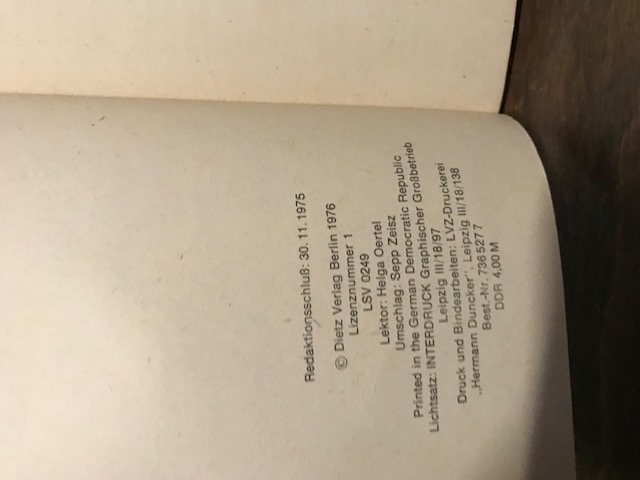 Redaktionsschluß: 30. 11. 1975
© Dietz Verlag Berlin 1976
Lizenznummer 1
LSV 0249
Lektor: Helga Oertel
Umschlag: Sepp Zeisz
Printed in the German Democratic Republic
Lichtsatz: INTERDRUCK Graphischer Großbetrieb
Leipzig III/18/97
Druck und Bindearbeiten: LVZ-Druckerei
„Hermann Duncker“, Leipzig III/18/138
Best.-Nr. 736 527 7
DDR 4,00 M